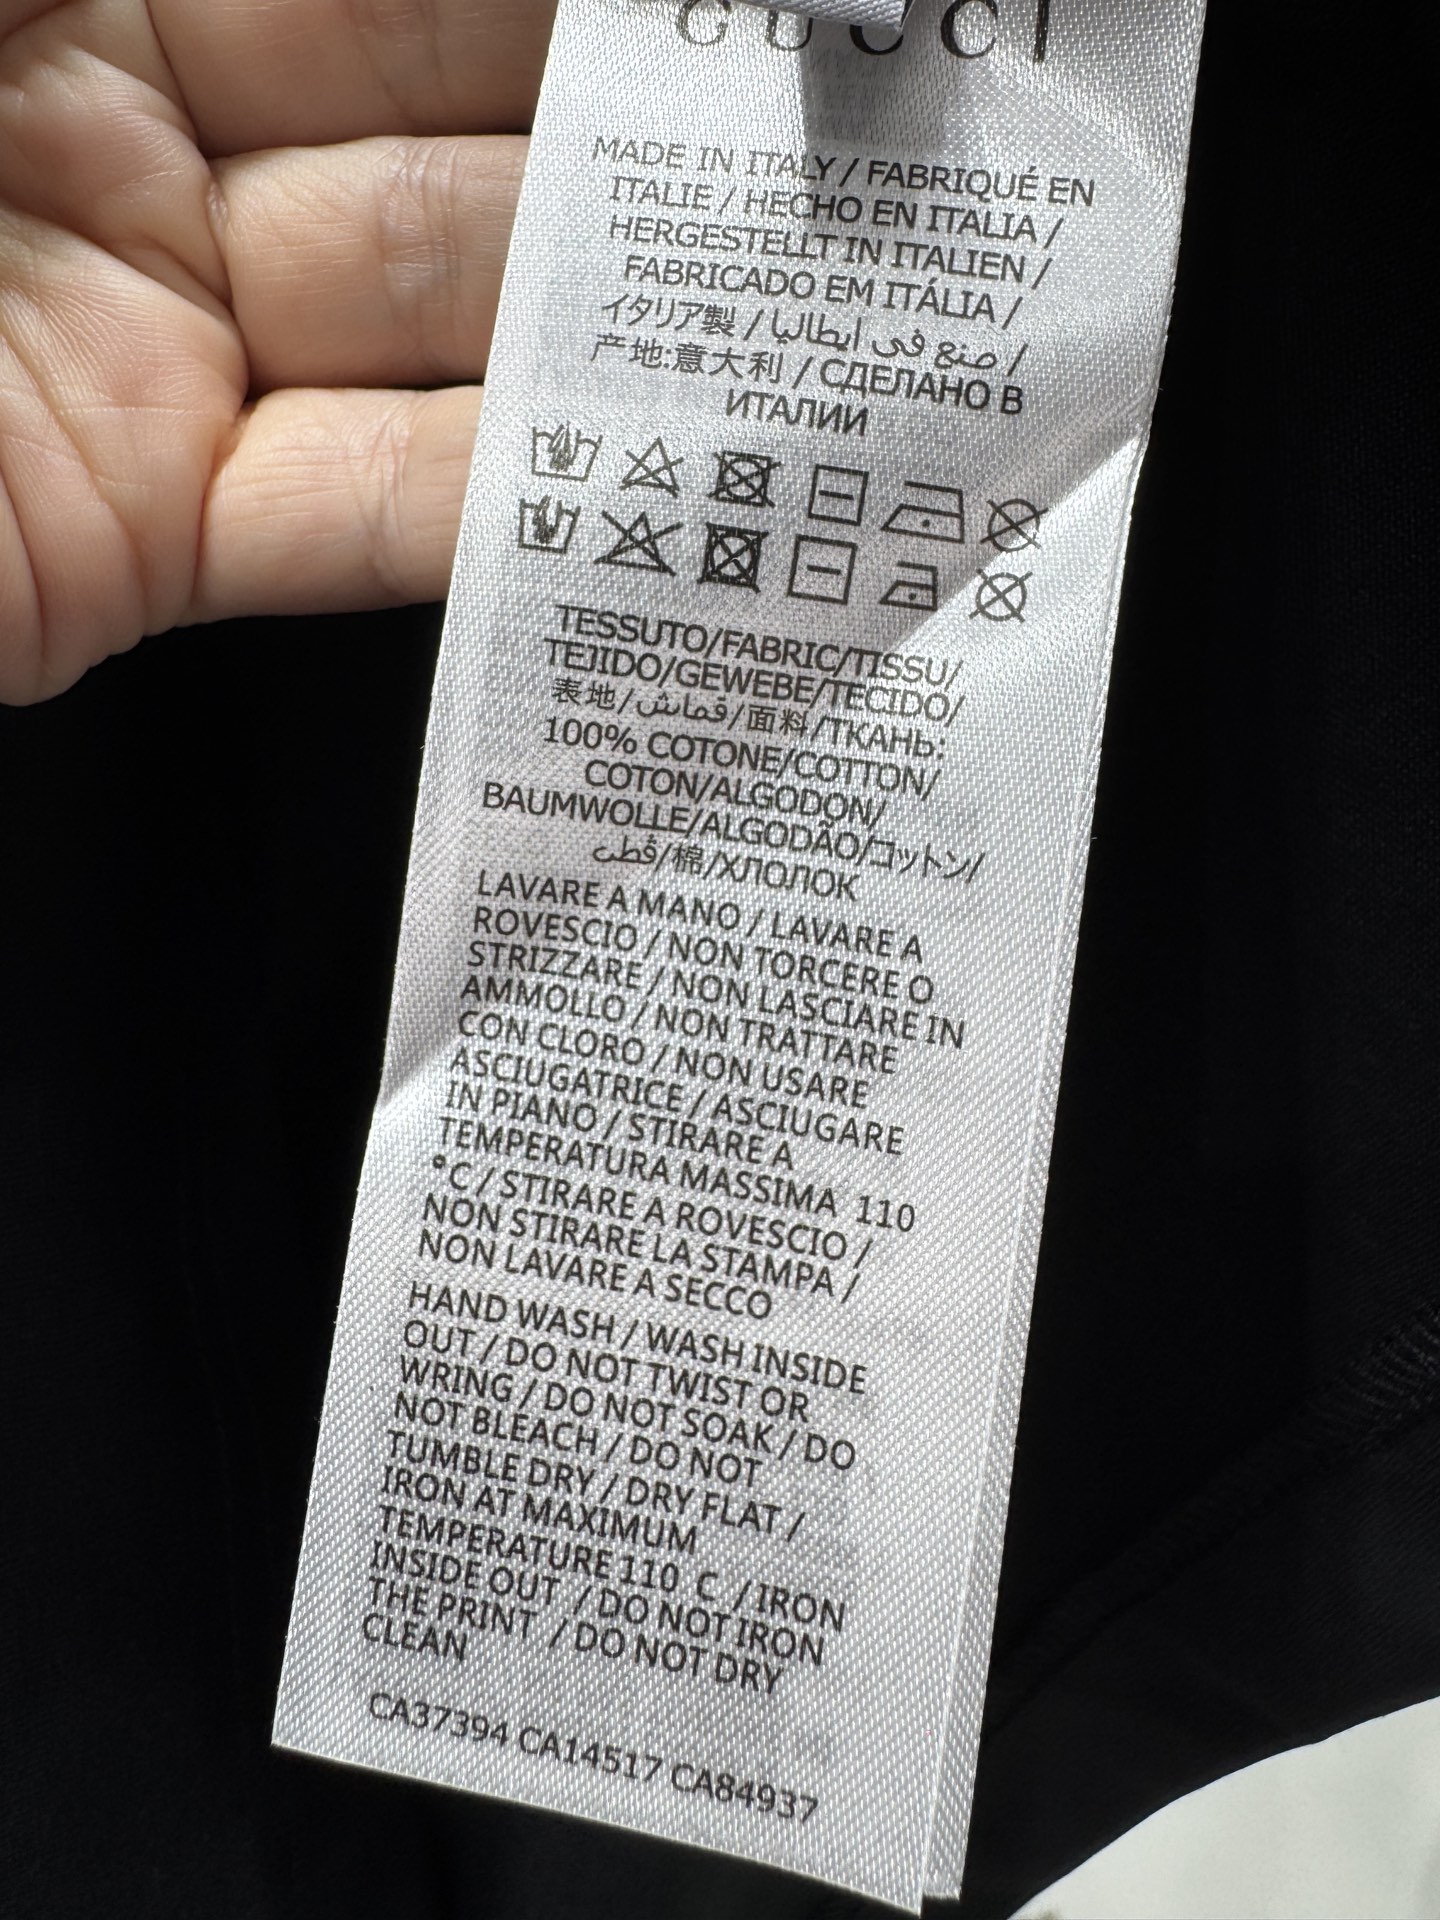 GUCCI
MADE IN ITALY / FABRIQUÉ EN
ITALIE / HECHO EN ITALIA /
HERGESTELLT IN ITALIEN /
FABRICADO EM ITÁLIA /
イタリア製 / صنع في إيطاليا /
产地:意大利 / СДЕЛАНО В
ИТАЛИИ
TESSUTO/FABRIC/TISSU/
TEJIDO/GEWEBE/TECIDO/
表地/قماش/面料/ТКАНЬ:
100% COTONE/COTTON/
COTON/ALGODON/
BAUMWOLLE/ALGODÃO/コットン/
قطن/棉/ХЛОПОК
LAVARE A MANO / LAVARE A
ROVESCIO / NON TORCERE O
STRIZZARE / NON LASCIARE IN
AMMOLLO / NON TRATTARE
CON CLORO / NON USARE
ASCIUGATRICE / ASCIUGARE
IN PIANO / STIRARE A
TEMPERATURA MASSIMA 110
°C / STIRARE A ROVESCIO /
NON STIRARE LA STAMPA /
NON LAVARE A SECCO
HAND WASH / WASH INSIDE
OUT / DO NOT TWIST OR
WRING / DO NOT SOAK / DO
NOT BLEACH / DO NOT
TUMBLE DRY / DRY FLAT /
IRON AT MAXIMUM
TEMPERATURE 110 C / IRON
INSIDE OUT / DO NOT IRON
THE PRINT / DO NOT DRY
CLEAN
CA37394 CA14517 CA84937